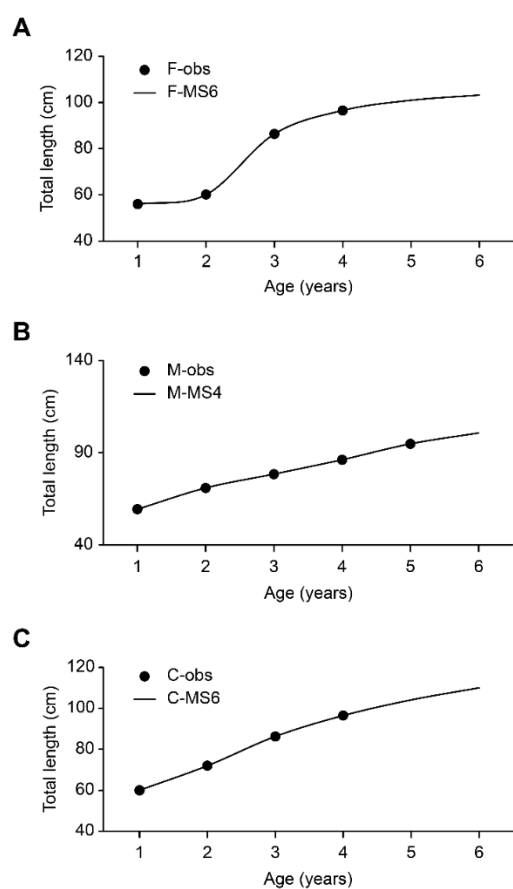 A
120
100
80
60
40
Total length (cm)
F-obs
F-MS6
1 2 3 4 5 6
Age (years)
B
140
90
40
Total length (cm)
M-obs
M-MS4
1 2 3 4 5 6
Age (years)
C
120
100
80
60
40
Total length (cm)
C-obs
C-MS6
1 2 3 4 5 6
Age (years)